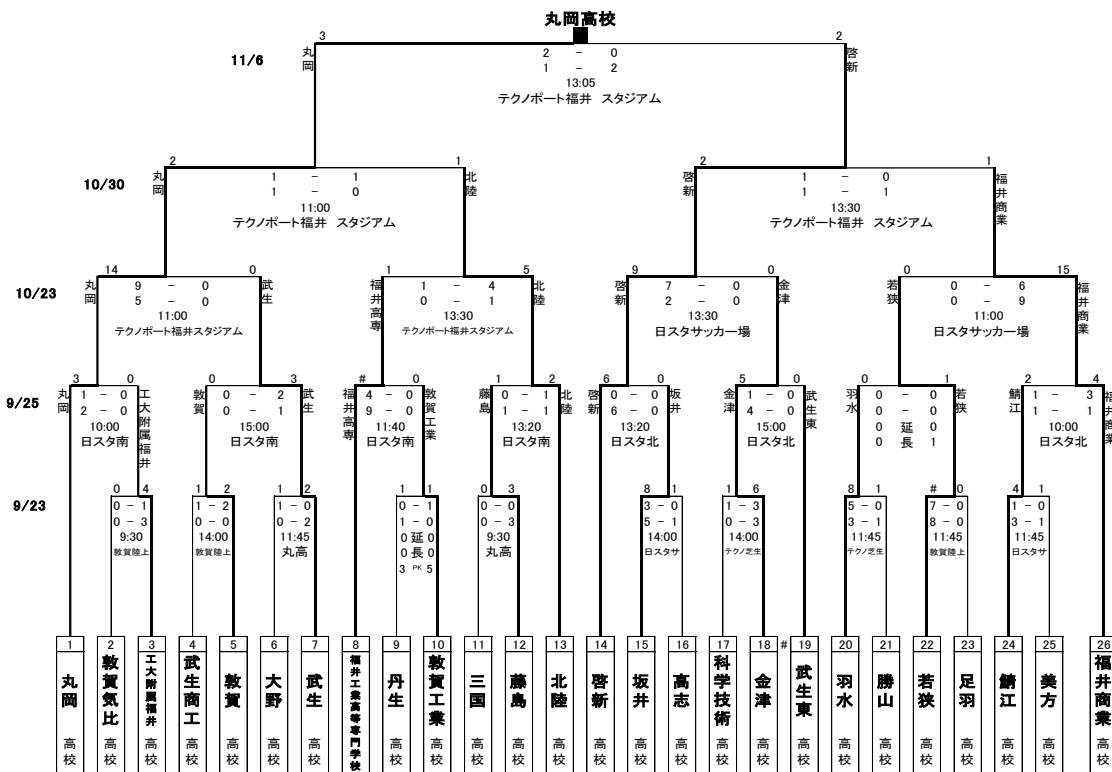 丸岡高校
3
2
11/6
丸岡
2 - 0
啓新
1 - 2
13:05
テクノポート福井 スタジアム
2
1
2
1
10/30
丸岡
1 - 1
北陸
啓新
1 - 0
福井商業
1 - 0
1 - 1
11:00
13:30
テクノポート福井 スタジアム
テクノポート福井 スタジアム
14
0
1
5
9
0
0
15
10/23
丸岡
9 - 0
武生
福井高専
1 - 4
北陸
啓新
7 - 0
金津
若狭
0 - 6
福井商業
5 - 0
0 - 1
2 - 0
0 - 9
11:00
13:30
13:30
11:00
テクノポート福井スタジアム
テクノポート福井スタジアム
日スタサッカー場
日スタサッカー場
3
0
0
3
#
0
1
2
6
0
5
0
0
1
2
4
9/25
丸岡
1 - 0
工大附属福井
敦賀
0 - 2
武生
福井高専
4 - 0
敦賀工業
藤島
0 - 1
北陸
啓新
0 - 0
坂井
金津
1 - 0
武生東
羽水
0 - 0
若狭
鯖江
1 - 3
福井商業
2 - 0
0 - 1
9 - 0
1 - 1
6 - 0
4 - 0
0 - 0
1 - 1
0 延 0
0 長 1
10:00
15:00
11:40
13:20
13:20
15:00
10:00
日スタ南
日スタ南
日スタ南
日スタ南
日スタ北
日スタ北
日スタ北
0
4
1
2
1
2
1
1
0
3
8
1
1
6
8
1
#
0
4
1
9/23
0 - 1
1 - 2
1 - 0
0 - 1
0 - 0
3 - 0
1 - 3
5 - 0
7 - 0
1 - 0
0 - 3
0 - 0
0 - 2
1 - 0
0 - 3
5 - 1
0 - 3
3 - 1
8 - 0
3 - 1
9:30
14:00
11:45
0 延 0
0 長 0
9:30
14:00
14:00
11:45
11:45
11:45
敦賀陸上
敦賀陸上
丸高
3 PK 5
丸高
日スタサ
テクノ芝生
テクノ芝生
敦賀陸上
日スタサ
1
2
3
4
5
6
7
8
9
10
11
12
13
14
15
16
17
18
#
19
20
21
22
23
24
25
26
丸岡高校
敦賀気比高校
工大附属福井高校
武生商工高校
敦賀高校
大野高校
武生高校
福井工業高等専門学校
丹生高校
敦賀工業高校
三国高校
藤島高校
北陸高校
啓新高校
坂井高校
高志高校
科学技術高校
金津高校
武生東高校
羽水高校
勝山高校
若狭高校
足羽高校
鯖江高校
美方高校
福井商業高校